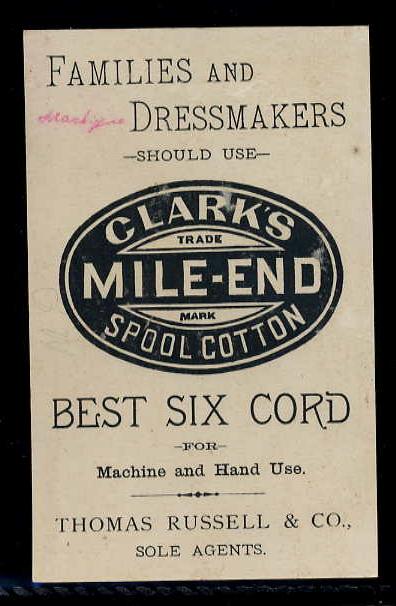 FAMILIES AND
DRESSMAKERS
—SHOULD USE—
CLARK'S
TRADE
MILE-END
MARK
SPOOL COTTON
BEST SIX CORD
—FOR—
Machine and Hand Use.
THOMAS RUSSELL & CO.,
SOLE AGENTS.